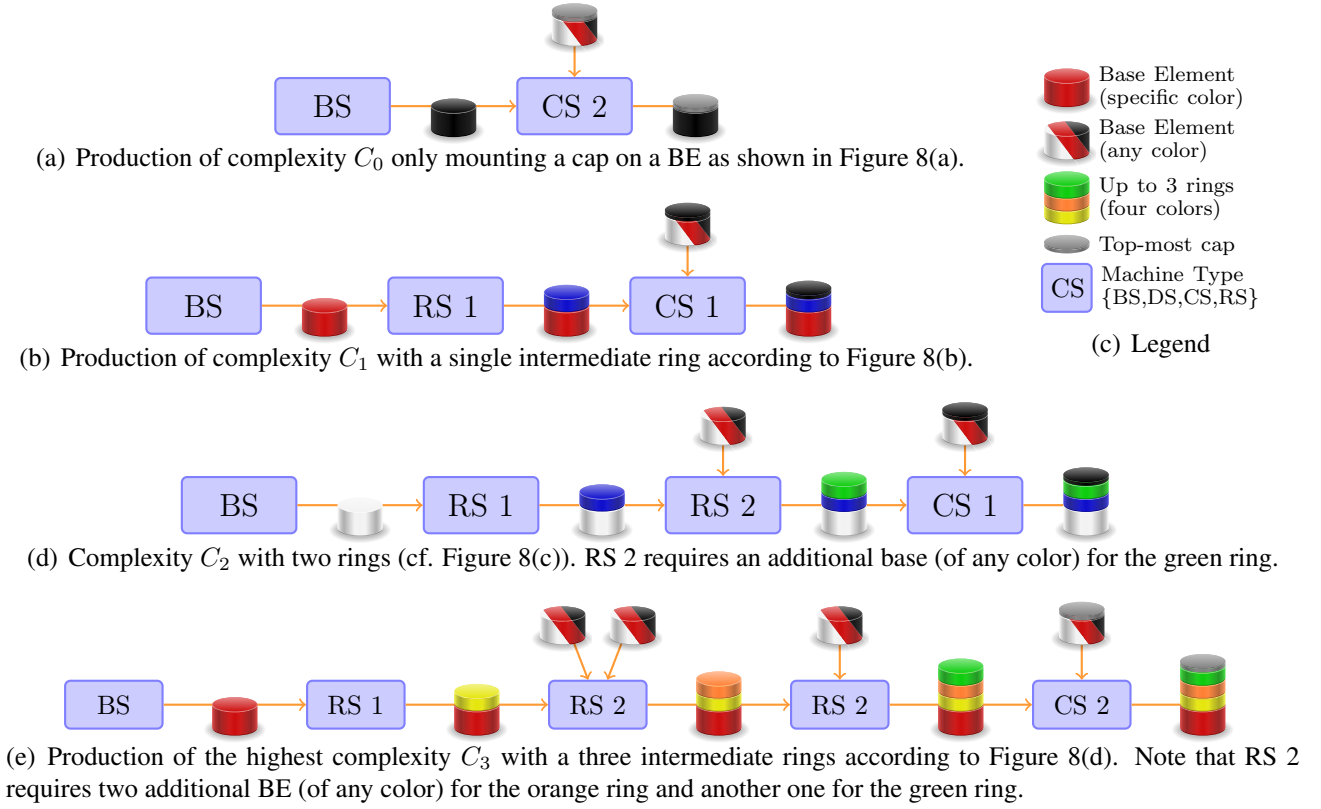 BS
CS 2
(a) Production of complexity C0 only mounting a cap on a BE as shown in Figure 8(a).
BS
RS 1
CS 1
(b) Production of complexity C1 with a single intermediate ring according to Figure 8(b).
Base Element
(specific color)
Base Element
(any color)
Up to 3 rings
(four colors)
Top-most cap
CS
Machine Type
{BS,DS,CS,RS}
(c) Legend
BS
RS 1
RS 2
CS 1
(d) Complexity C2 with two rings (cf. Figure 8(c)). RS 2 requires an additional base (of any color) for the green ring.
BS
RS 1
RS 2
RS 2
CS 2
(e) Production of the highest complexity C3 with a three intermediate rings according to Figure 8(d). Note that RS 2
requires two additional BE (of any color) for the orange ring and another one for the green ring.